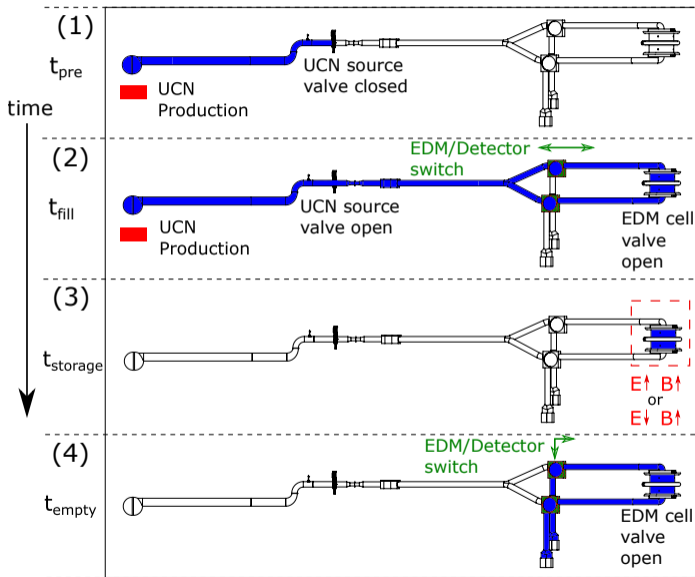 time
(1)
t_pre
UCN
Production
UCN source
valve closed
(2)
t_fill
UCN
Production
UCN source
valve open
EDM/Detector
switch
EDM cell
valve
open
(3)
t_storage
E↑ B↑
or
E↓ B↑
(4)
t_empty
EDM/Detector
switch
EDM cell
valve
open